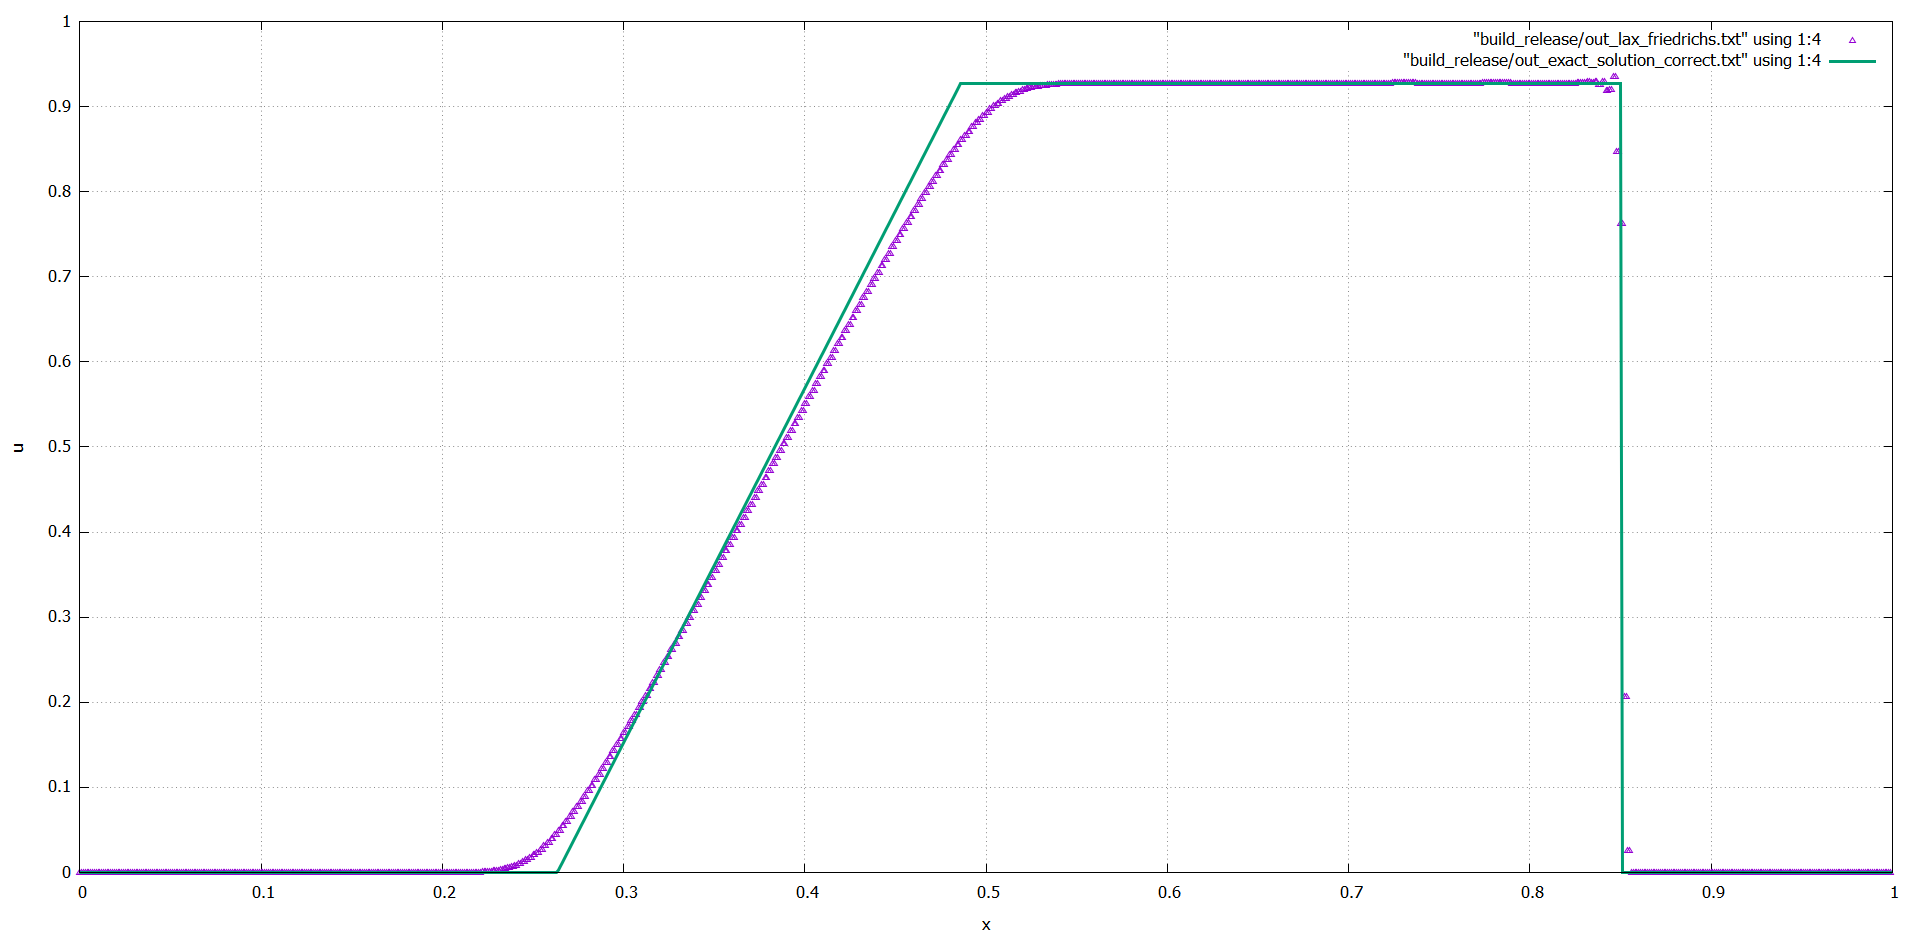 "build_release/out_lax_friedrichs.txt" using 1:4
"build_release/out_exact_solution_correct.txt" using 1:4
1
0.9
0.8
0.7
0.6
0.5
0.4
0.3
0.2
0.1
0
u
0 0.1 0.2 0.3 0.4 0.5 0.6 0.7 0.8 0.9 1
x